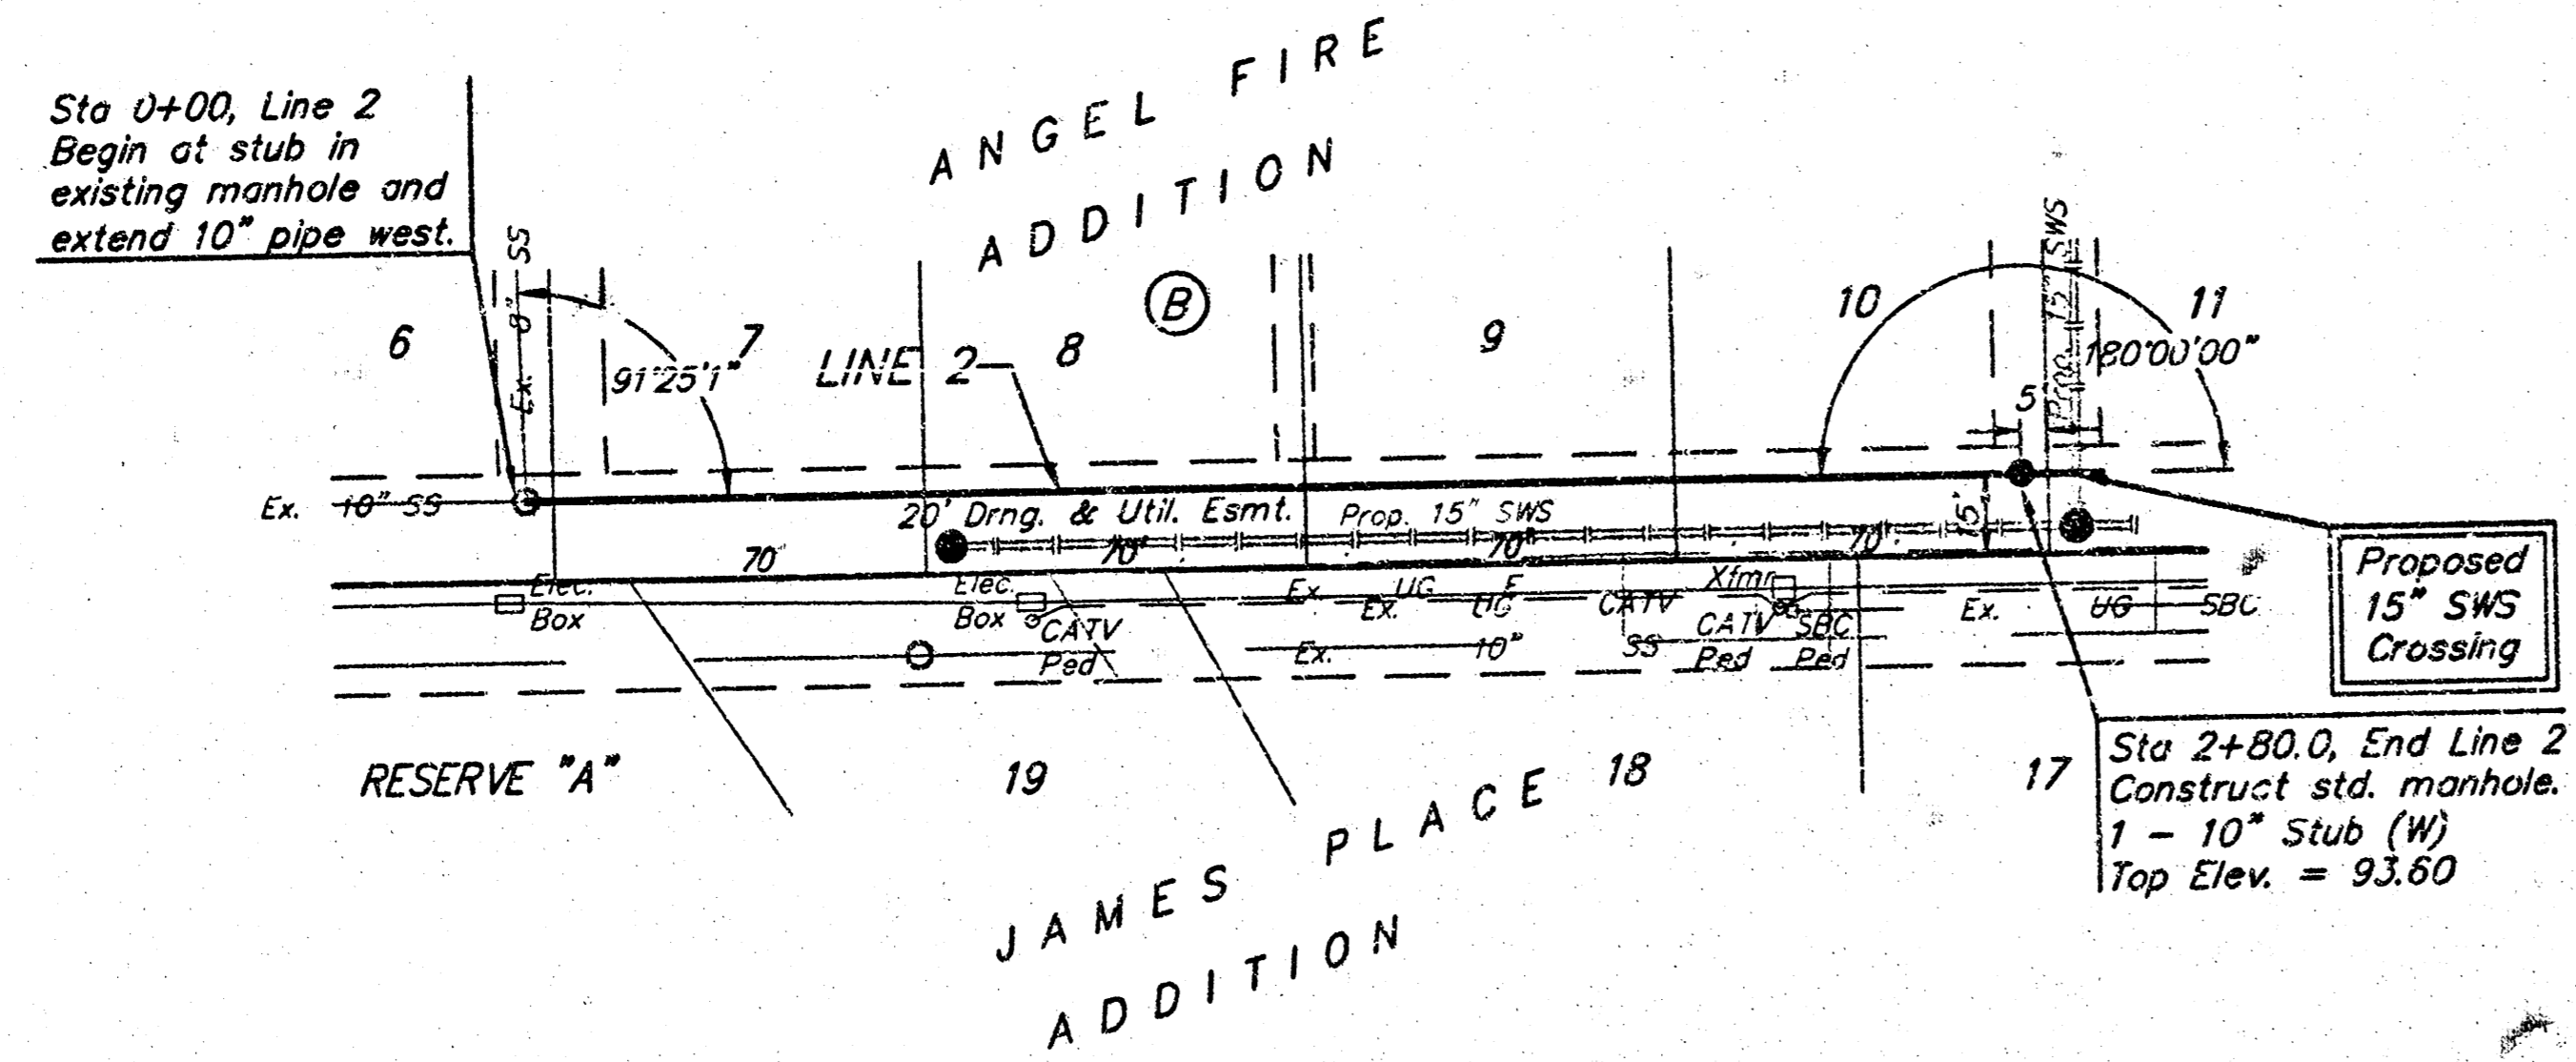 ANGEL FIRE
ADDITION
Sta 0+00, Line 2
Begin at stub in
existing manhole and
extend 10" pipe west.
Ex. 8" SS
Prop. 15" SWS
B
6
7
8
9
10
11
91°25'1"
LINE 2
180°00'00"
5'
Ex. 10" SS
20' Drng. & Util. Esmt.
Prop. 15" SWS
15'
70'
70'
70'
70'
Proposed
15" SWS
Crossing
Elec.
Box
Elec.
Box
CATV
Ped
Ex. UG E
Ex. UG CATV
Xfmr
CATV
Ped
SBC
Ped
Ex. UG SBC
Ex. 10" SS
RESERVE "A"
19
18
17
Sta 2+80.0, End Line 2
Construct std. manhole.
1 - 10" Stub (W)
Top Elev. = 93.60
JAMES PLACE
ADDITION